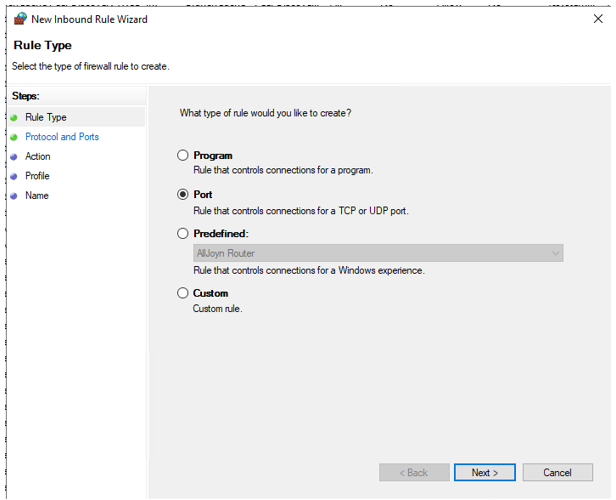 New Inbound Rule Wizard
Rule Type
Select the type of firewall rule to create.
Steps:
Rule Type
Protocol and Ports
Action
Profile
Name
What type of rule would you like to create?
Program
Rule that controls connections for a program.
Port
Rule that controls connections for a TCP or UDP port.
Predefined:
AllJoyn Router
Rule that controls connections for a Windows experience.
Custom
Custom rule.
< Back
Next >
Cancel